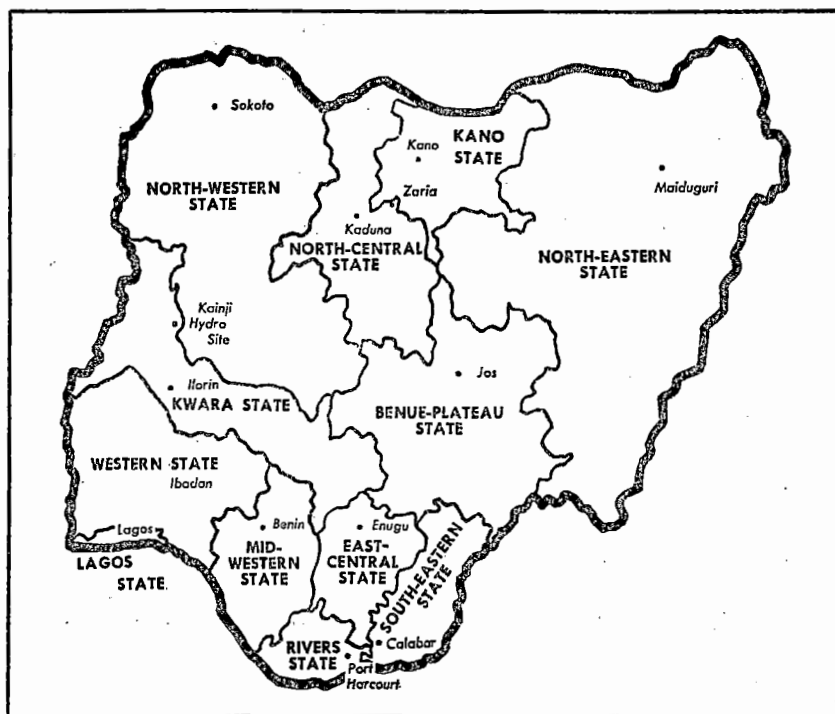 Sokoto
KANO
STATE
Kano
Zaria
NORTH-WESTERN
STATE
Maiduguri
Kaduna
NORTH-CENTRAL
STATE
NORTH-EASTERN
STATE
Kainji
Hydro
Site
Jos
Ilorin
KWARA STATE
BENUE-PLATEAU
STATE
WESTERN STATE
Ibadan
Lagos
LAGOS
STATE
Benin
MID-
WESTERN
STATE
Enugu
EAST-
CENTRAL
STATE
SOUTH-EASTERN
STATE
RIVERS
STATE
Calabar
Port
Harcourt